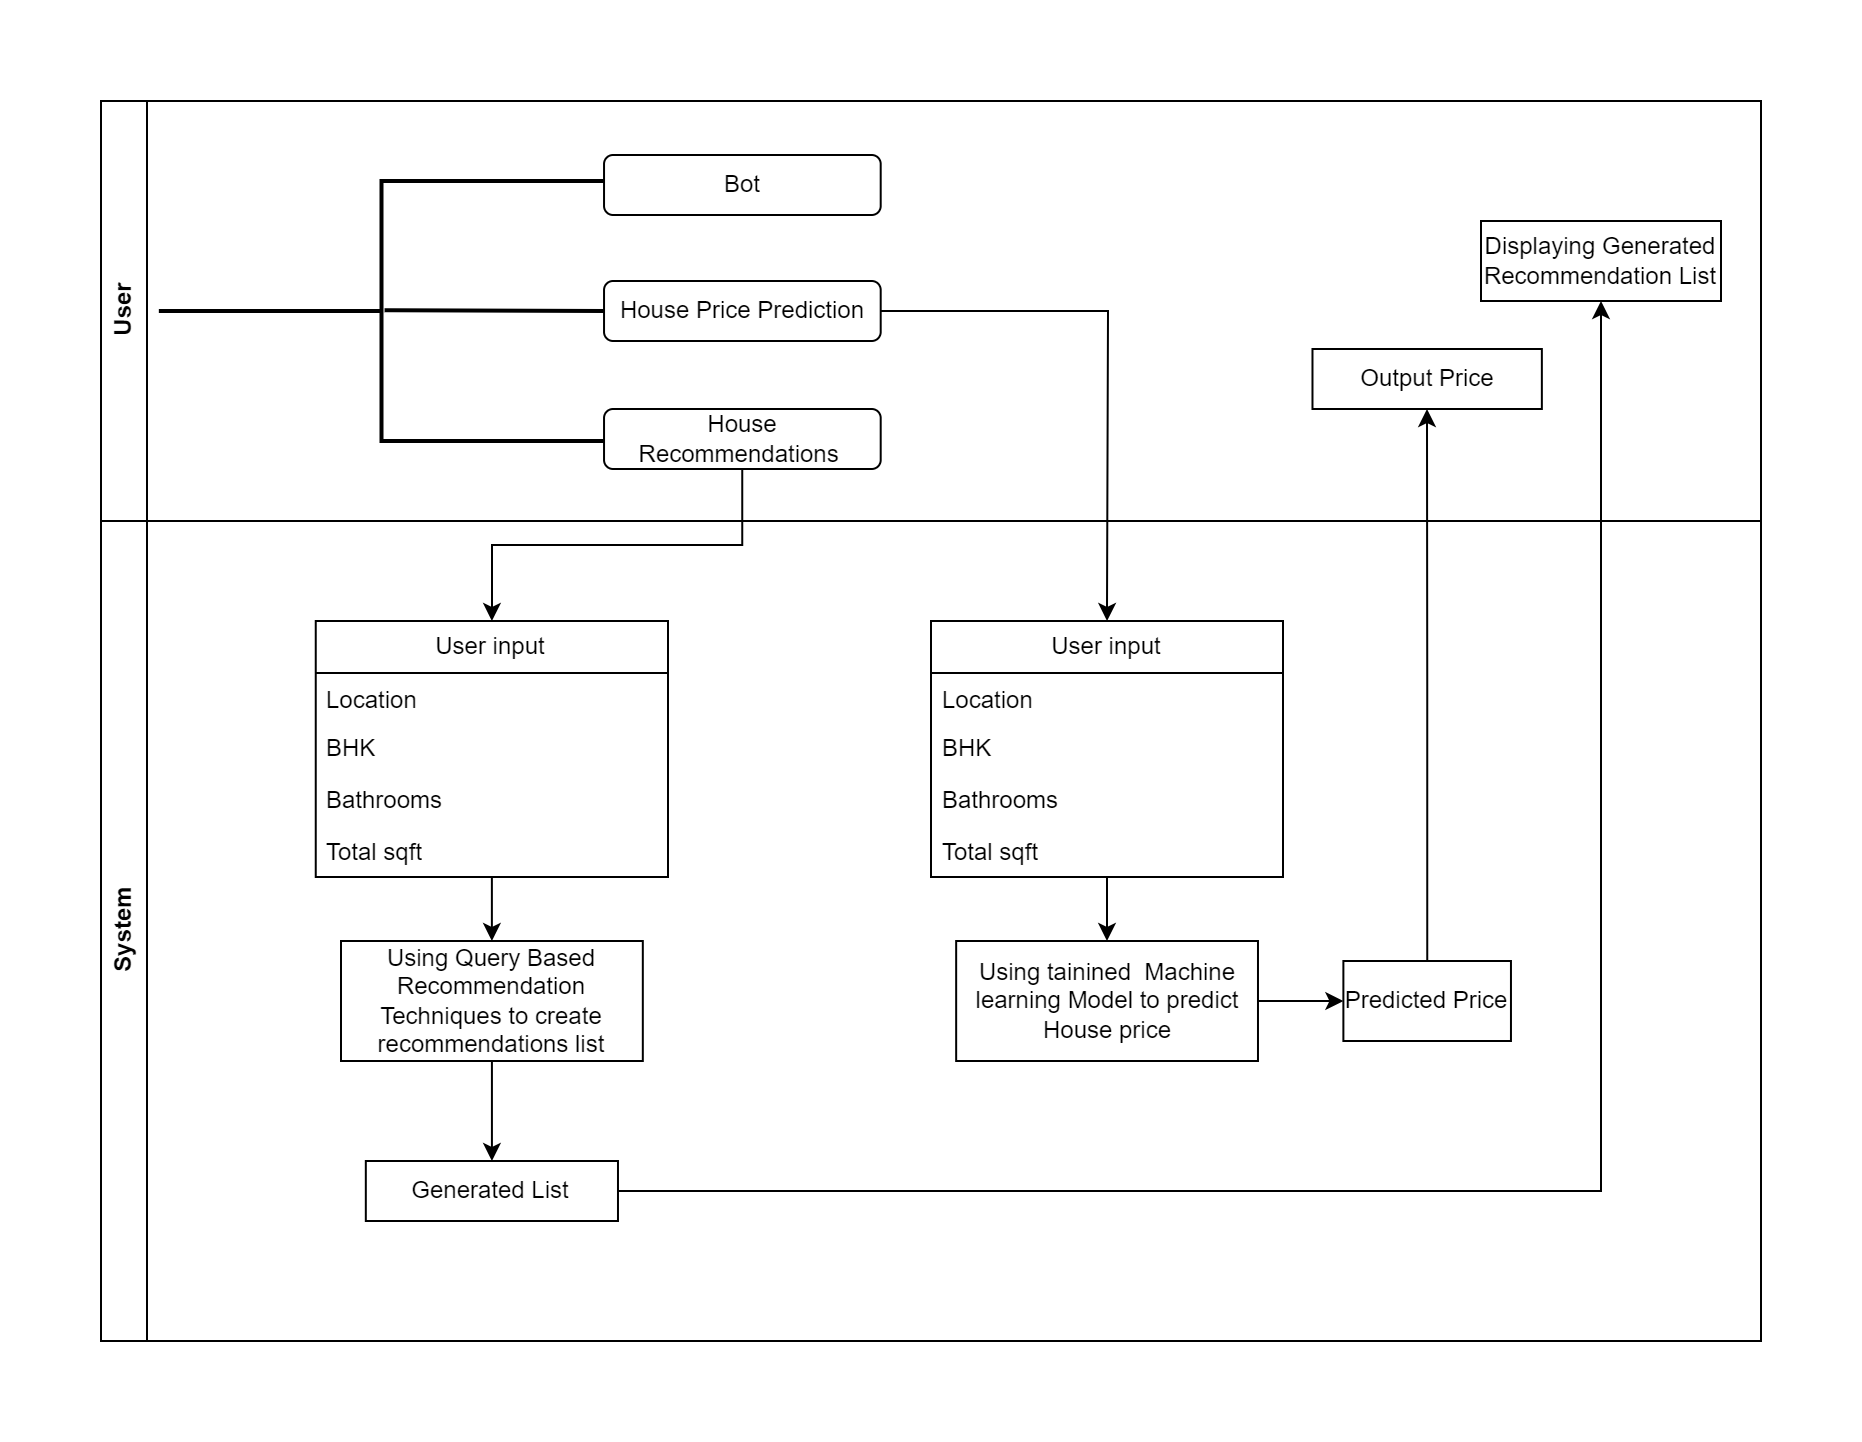 User
Bot
House Price Prediction
House
Recommendations
Displaying Generated
Recommendation List
Output Price
System
User input
Location
BHK
Bathrooms
Total sqft
Using Query Based
Recommendation
Techniques to create
recommendations list
Generated List
User input
Location
BHK
Bathrooms
Total sqft
Using tainined  Machine
learning Model to predict
House price
Predicted Price